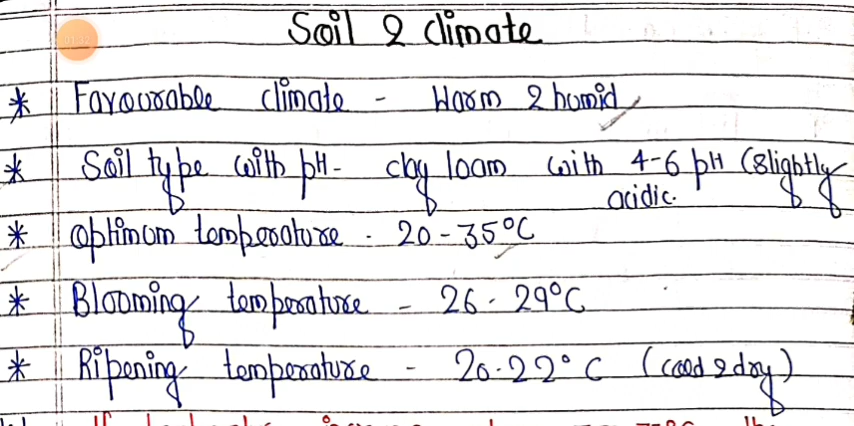 Soil & climate
* Favourable climate - Warm & humid
* Soil type with pH - clay loam with 4-6 pH (slightly
acidic.
* Optimum temperature - 20-35°C
* Blooming temperature - 26-29°C
* Ripening temperature - 20-22°C (cool & dry)